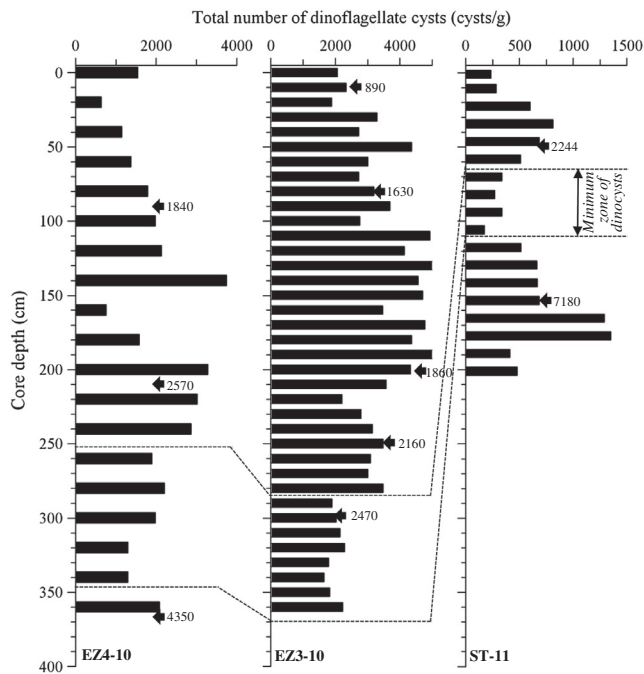 Total number of dinoflagellate cysts (cysts/g)
0 2000 4000
0 2000 4000
0 500 1000 1500
Core depth (cm)
0
50
100
150
200
250
300
350
400
1840
2570
4350
EZ4-10
890
1630
1860
2160
2470
EZ3-10
2244
7180
Minimum
zone of
dinocysts
ST-11